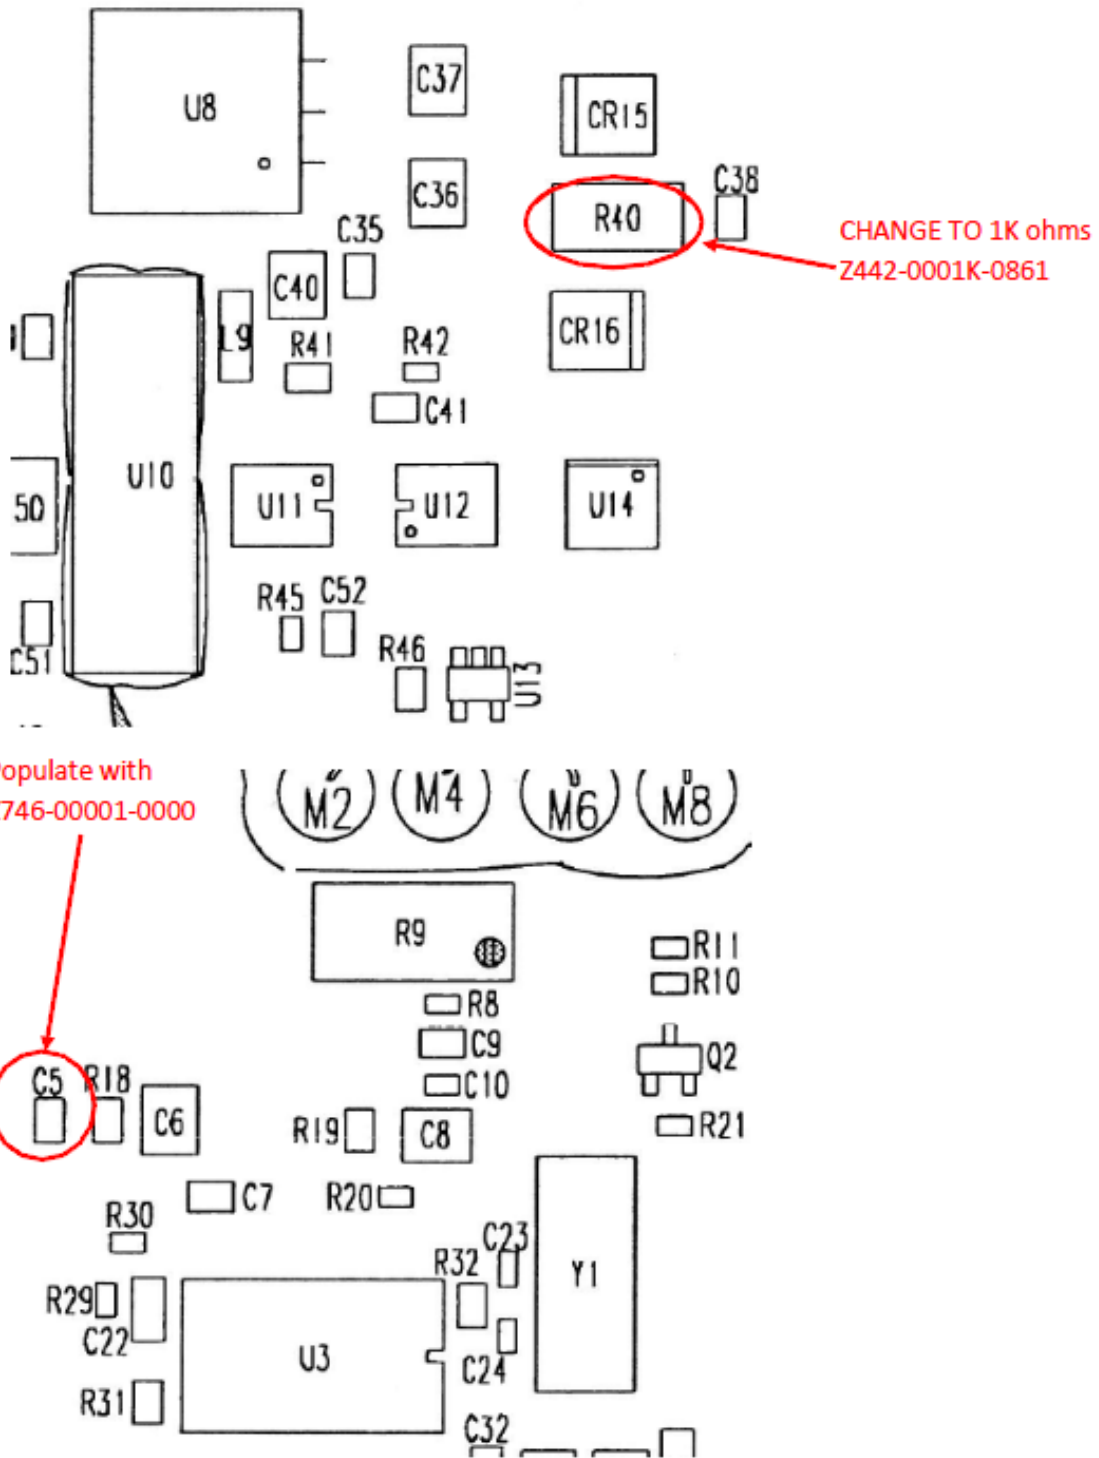 U8
C37
CR15
C36
C38
R40
C35
CHANGE TO 1K ohms
Z442-0001K-0861
C40
L9
R41
R42
CR16
C41
U10
50
U11
U12
U14
R45
C52
C51
R46
U13
opulate with
746-00001-0000
M2
M4
M6
M8
R9
R11
R10
R8
C9
Q2
C5
R18
C10
C6
R19
C8
R21
C7
R20
R30
C23
R32
Y1
R29
C22
U3
C24
R31
C32